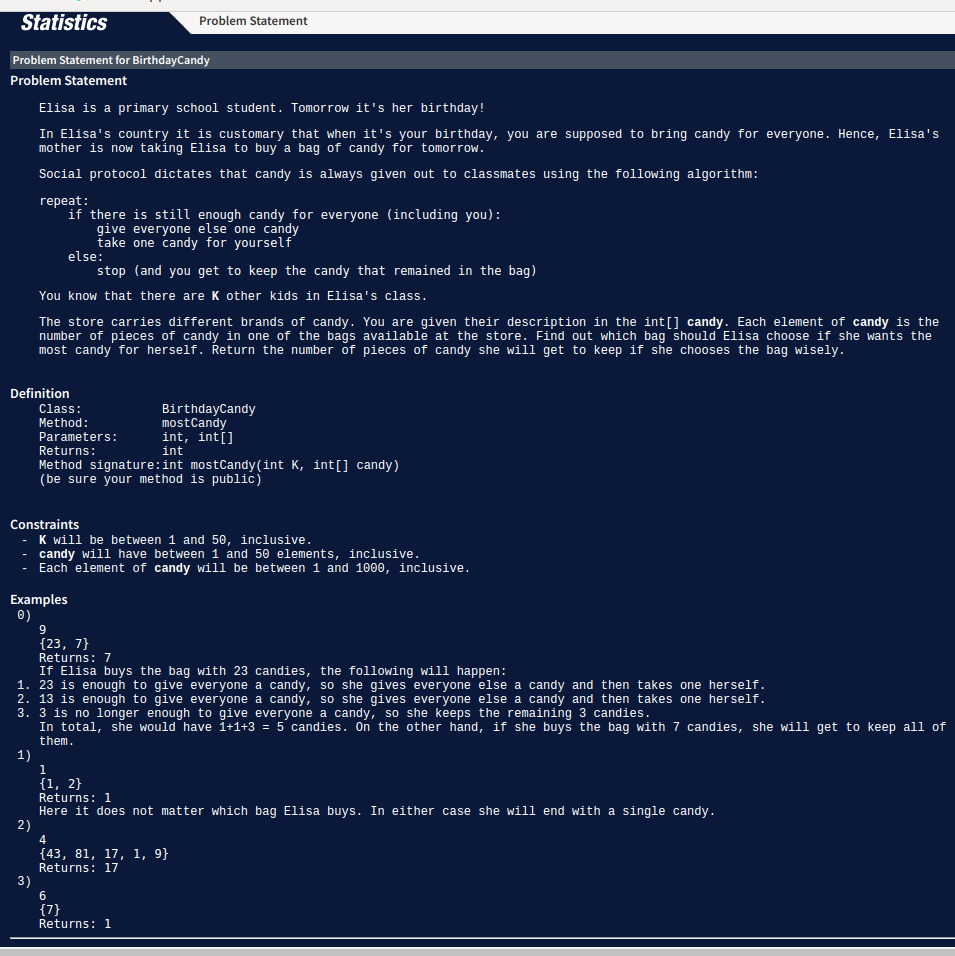 Statistics
Problem Statement
Problem Statement for BirthdayCandy
Problem Statement
Elisa is a primary school student. Tomorrow it's her birthday!
In Elisa's country it is customary that when it's your birthday, you are supposed to bring candy for everyone. Hence, Elisa's
mother is now taking Elisa to buy a bag of candy for tomorrow.
Social protocol dictates that candy is always given out to classmates using the following algorithm:
repeat:
if there is still enough candy for everyone (including you):
give everyone else one candy
take one candy for yourself
else:
stop (and you get to keep the candy that remained in the bag)
You know that there are K other kids in Elisa's class.
The store carries different brands of candy. You are given their description in the int[] candy. Each element of candy is the
number of pieces of candy in one of the bags available at the store. Find out which bag should Elisa choose if she wants the
most candy for herself. Return the number of pieces of candy she will get to keep if she chooses the bag wisely.
Definition
Class: BirthdayCandy
Method: mostCandy
Parameters: int, int[]
Returns: int
Method signature:int mostCandy(int K, int[] candy)
(be sure your method is public)
Constraints
- K will be between 1 and 50, inclusive.
- candy will have between 1 and 50 elements, inclusive.
- Each element of candy will be between 1 and 1000, inclusive.
Examples
0)
9
{23, 7}
Returns: 7
If Elisa buys the bag with 23 candies, the following will happen:
1. 23 is enough to give everyone a candy, so she gives everyone else a candy and then takes one herself.
2. 13 is enough to give everyone a candy, so she gives everyone else a candy and then takes one herself.
3. 3 is no longer enough to give everyone a candy, so she keeps the remaining 3 candies.
In total, she would have 1+1+3 = 5 candies. On the other hand, if she buys the bag with 7 candies, she will get to keep all of
them.
1)
1
{1, 2}
Returns: 1
Here it does not matter which bag Elisa buys. In either case she will end with a single candy.
2)
4
{43, 81, 17, 1, 9}
Returns: 17
3)
6
{7}
Returns: 1